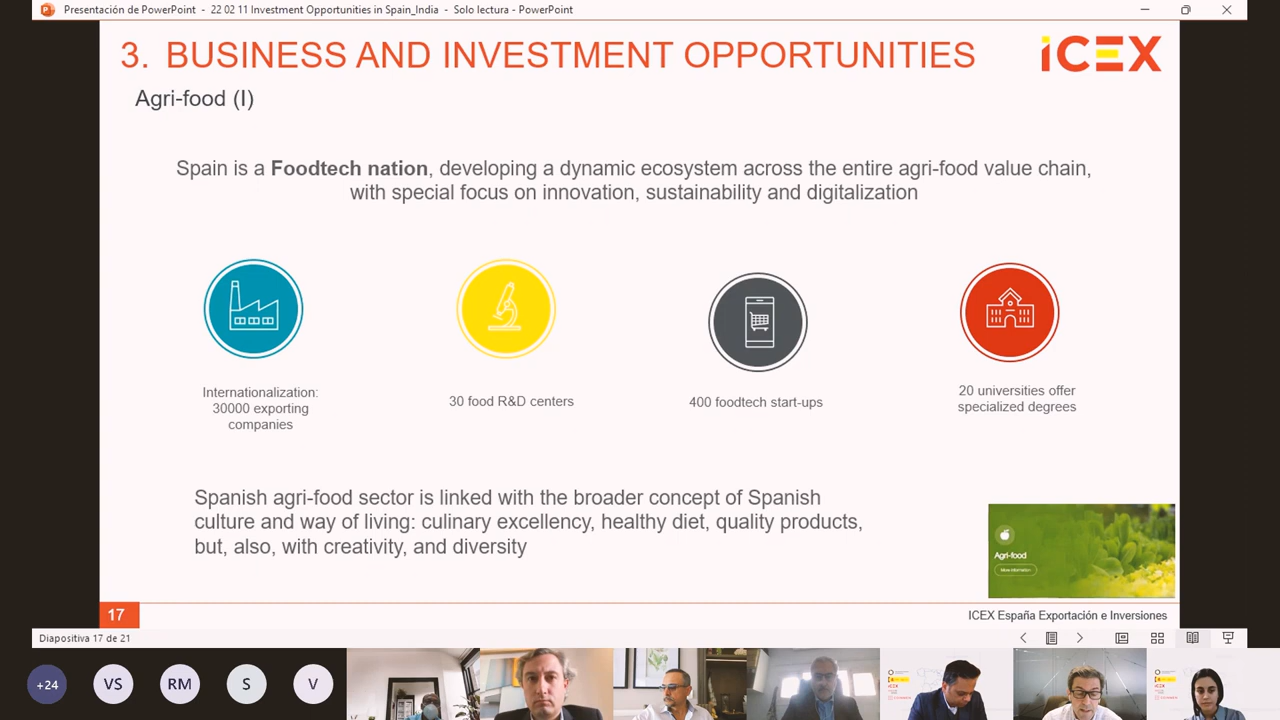 Presentación de PowerPoint - 22 02 11 Investment Opportunities in Spain_India - Solo lectura - PowerPoint
3. BUSINESS AND INVESTMENT OPPORTUNITIES
iCEX
Agri-food (I)
Spain is a Foodtech nation, developing a dynamic ecosystem across the entire agri-food value chain,
with special focus on innovation, sustainability and digitalization
Internationalization:
30000 exporting
companies
30 food R&D centers
400 foodtech start-ups
20 universities offer
specialized degrees
Spanish agri-food sector is linked with the broader concept of Spanish
culture and way of living: culinary excellency, healthy diet, quality products,
but, also, with creativity, and diversity
Agri-food
More information
17
ICEX España Exportación e Inversiones
Diapositiva 17 de 21
+24
VS
RM
S
V
iCEX
iCEX